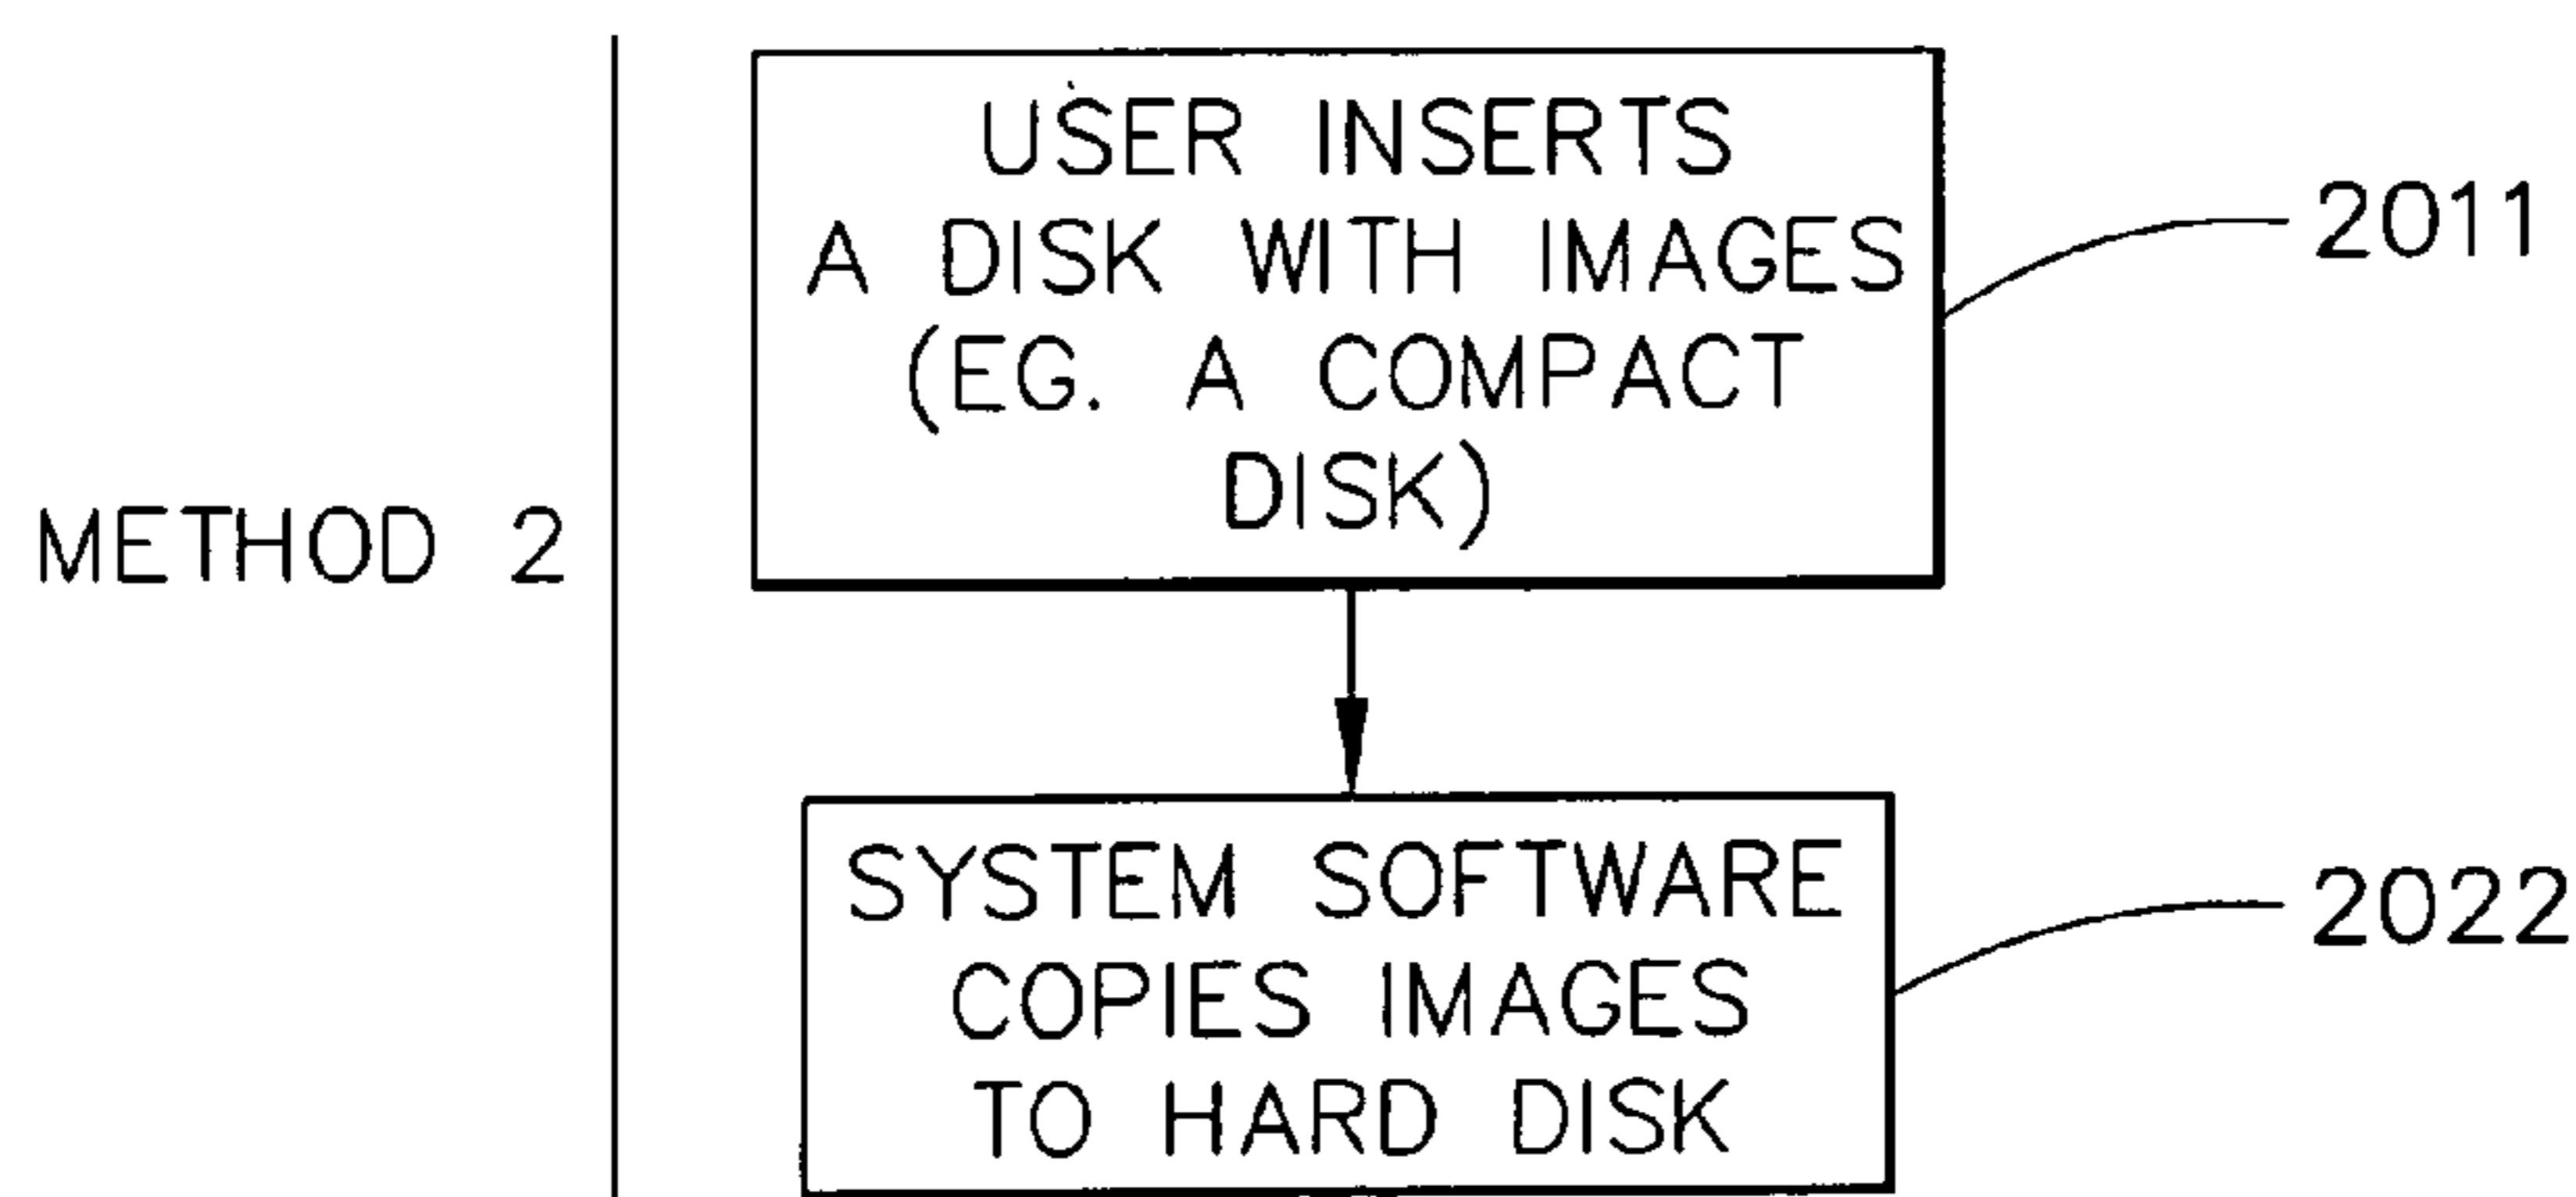 METHOD 2
USER INSERTS
A DISK WITH IMAGES
(EG. A COMPACT
DISK)
2011
SYSTEM SOFTWARE
COPIES IMAGES
TO HARD DISK
2022